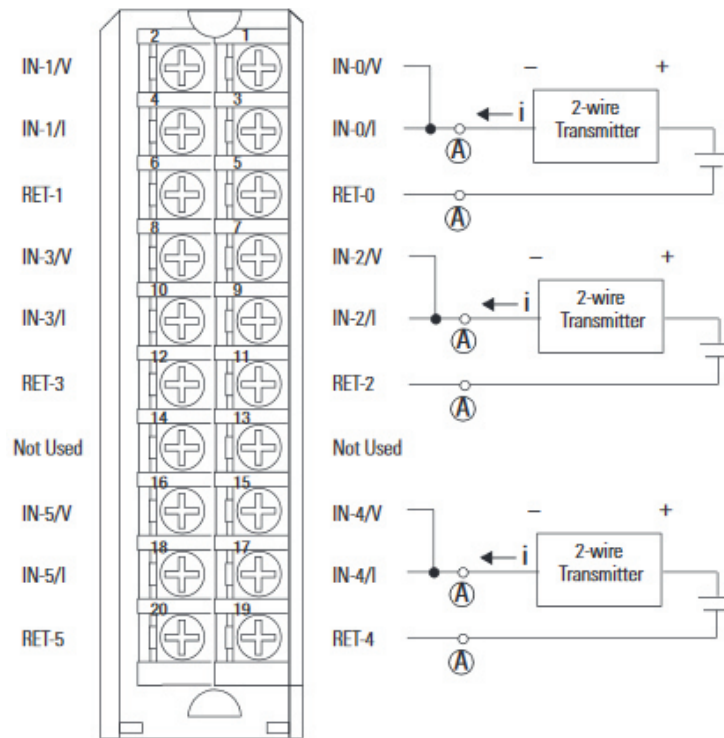 2 1
IN-1/V IN-0/V − +
i 2-wire
Transmitter
4 3
IN-1/I IN-0/I
A
6 5
RET-1 RET-0
A
8 7
IN-3/V IN-2/V − +
i 2-wire
Transmitter
10 9
IN-3/I IN-2/I
A
12 11
RET-3 RET-2
A
14 13
Not Used Not Used
16 15
IN-5/V IN-4/V − +
i 2-wire
Transmitter
18 17
IN-5/I IN-4/I
A
20 19
RET-5 RET-4
A